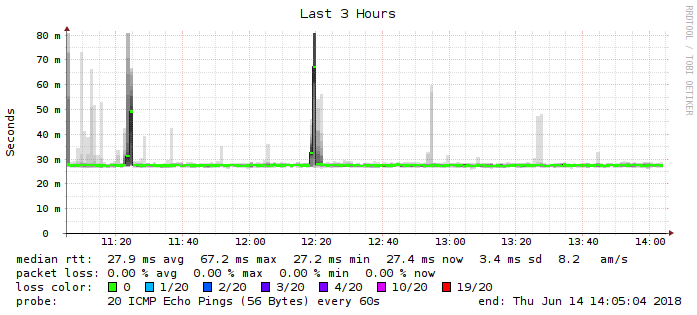 Last 3 Hours
RRDTOOL / TOBI OETIKER
Seconds
80 m
70 m
60 m
50 m
40 m
30 m
20 m
10 m
0
11:20 11:40 12:00 12:20 12:40 13:00 13:20 13:40 14:00
median rtt: 27.9 ms avg 67.2 ms max 27.2 ms min 27.4 ms now 3.4 ms sd 8.2 am/s
packet loss: 0.00 % avg 0.00 % max 0.00 % min 0.00 % now
loss color: 0 1/20 2/20 3/20 4/20 10/20 19/20
probe: 20 ICMP Echo Pings (56 Bytes) every 60s end: Thu Jun 14 14:05:04 2018